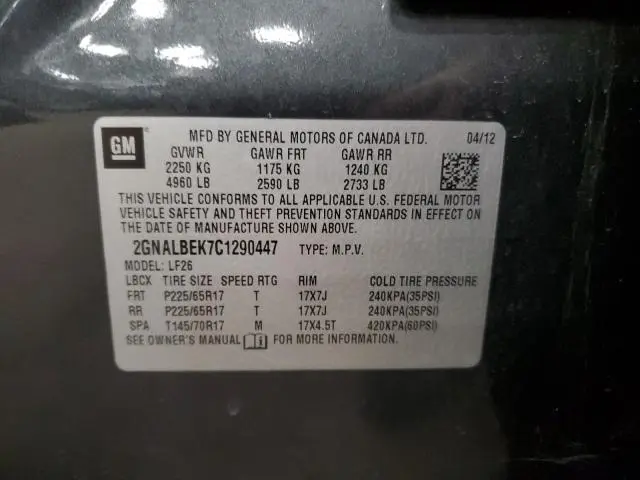 GM MFD BY GENERAL MOTORS OF CANADA LTD. 04/12
GVWR GAWR FRT GAWR RR
2250 KG 1175 KG 1240 KG
4960 LB 2590 LB 2733 LB
THIS VEHICLE CONFORMS TO ALL APPLICABLE U.S. FEDERAL MOTOR
VEHICLE SAFETY AND THEFT PREVENTION STANDARDS IN EFFECT ON
THE DATE OF MANUFACTURE SHOWN ABOVE.
2GNALBEK7C1290447 TYPE: M.P.V.
MODEL: LF26
LBCX TIRE SIZE SPEED RTG RIM COLD TIRE PRESSURE
FRT P225/65R17 T 17X7J 240KPA(35PSI)
RR P225/65R17 T 17X7J 240KPA(35PSI)
SPA T145/70R17 M 17X4.5T 420KPA(60PSI)
SEE OWNER'S MANUAL FOR MORE INFORMATION.